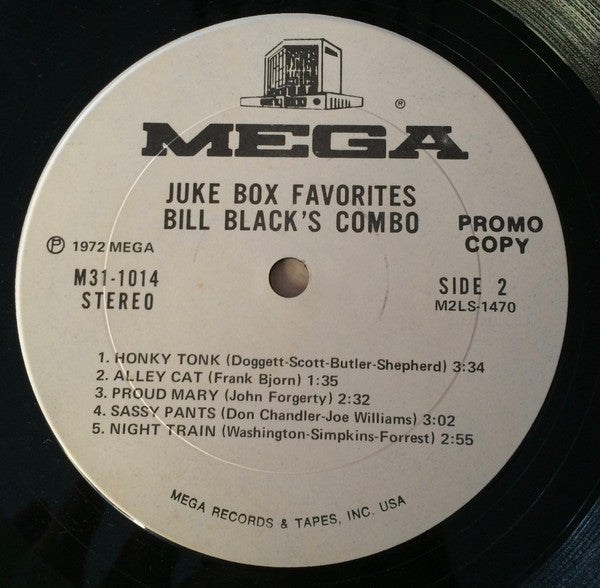 ®
MEGA
JUKE BOX FAVORITES
BILL BLACK'S COMBO
PROMO
COPY
Ⓟ 1972 MEGA
M31-1014
STEREO
SIDE 2
M2LS-1470
1. HONKY TONK (Doggett-Scott-Butler-Shepherd) 3:34
2. ALLEY CAT (Frank Bjorn) 1:35
3. PROUD MARY (John Forgerty) 2:32
4. SASSY PANTS (Don Chandler-Joe Williams) 3:02
5. NIGHT TRAIN (Washington-Simpkins-Forrest) 2:55
MEGA RECORDS & TAPES, INC. USA